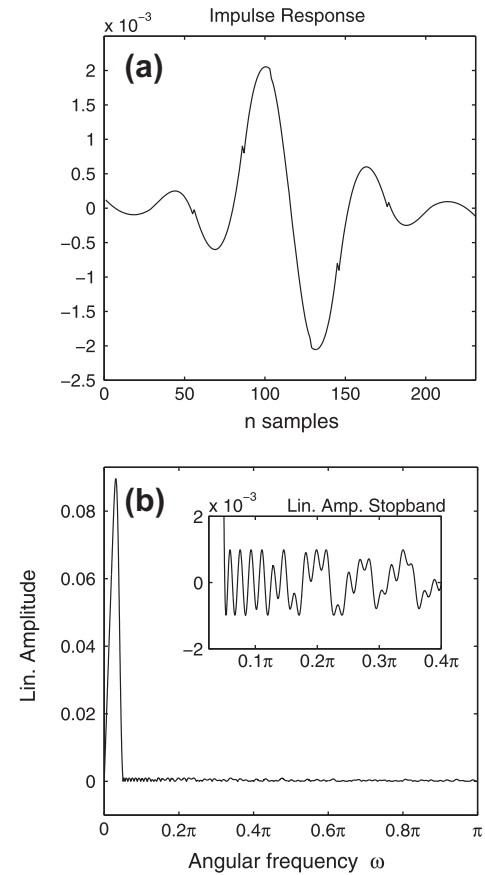 Impulse Response
x 10⁻³
(a)
2
1.5
1
0.5
0
−0.5
−1
−1.5
−2
−2.5
0 50 100 150 200
n samples
(b)
x 10⁻³ Lin. Amp. Stopband
2
0
−2
0.1π 0.2π 0.3π 0.4π
Lin. Amplitude
0.08
0.06
0.04
0.02
0
0 0.2π 0.4π 0.6π 0.8π π
Angular frequency ω